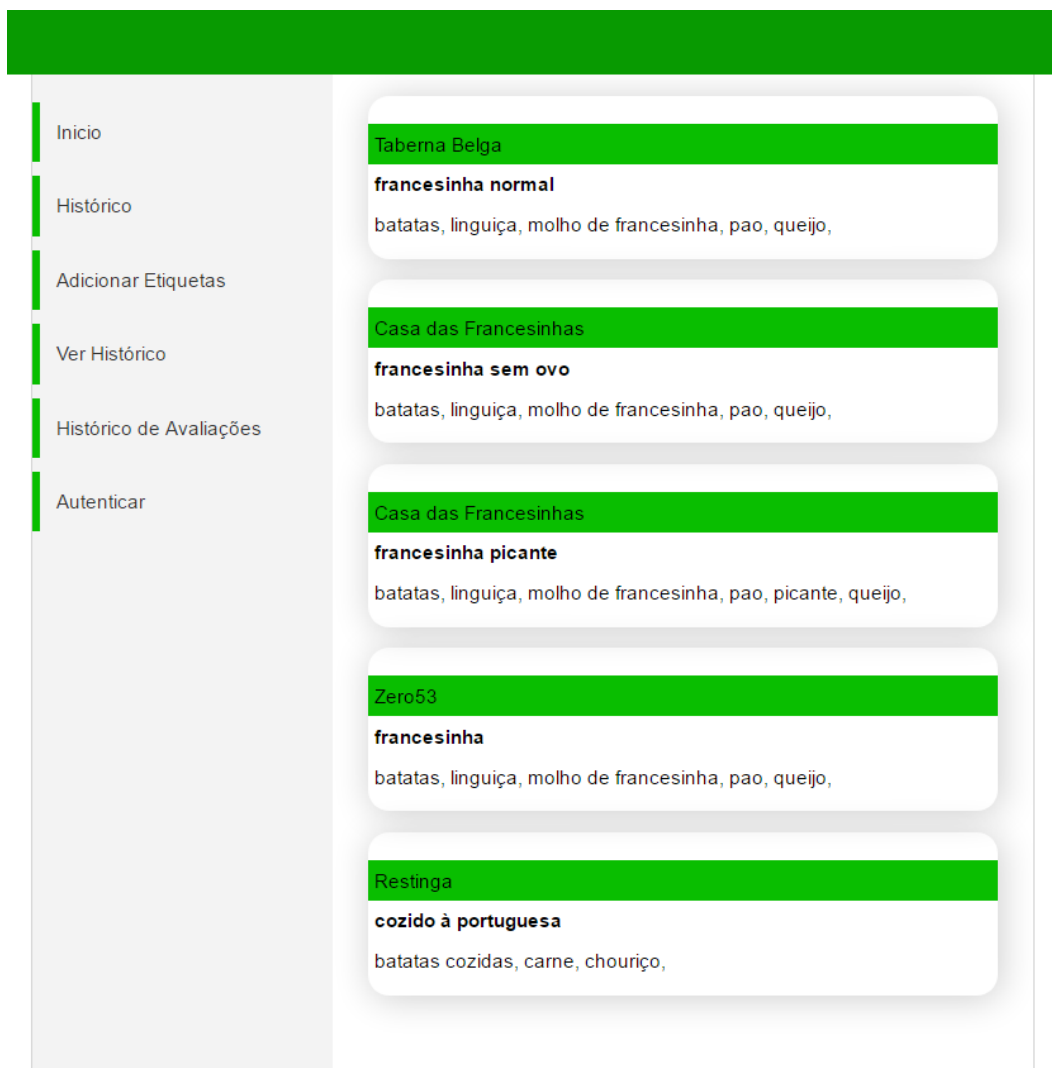 Inicio
Histórico
Adicionar Etiquetas
Ver Histórico
Histórico de Avaliações
Autenticar
Taberna Belga
francesinha normal
batatas, linguiça, molho de francesinha, pao, queijo,
Casa das Francesinhas
francesinha sem ovo
batatas, linguiça, molho de francesinha, pao, queijo,
Casa das Francesinhas
francesinha picante
batatas, linguiça, molho de francesinha, pao, picante, queijo,
Zero53
francesinha
batatas, linguiça, molho de francesinha, pao, queijo,
Restinga
cozido à portuguesa
batatas cozidas, carne, chouriço,